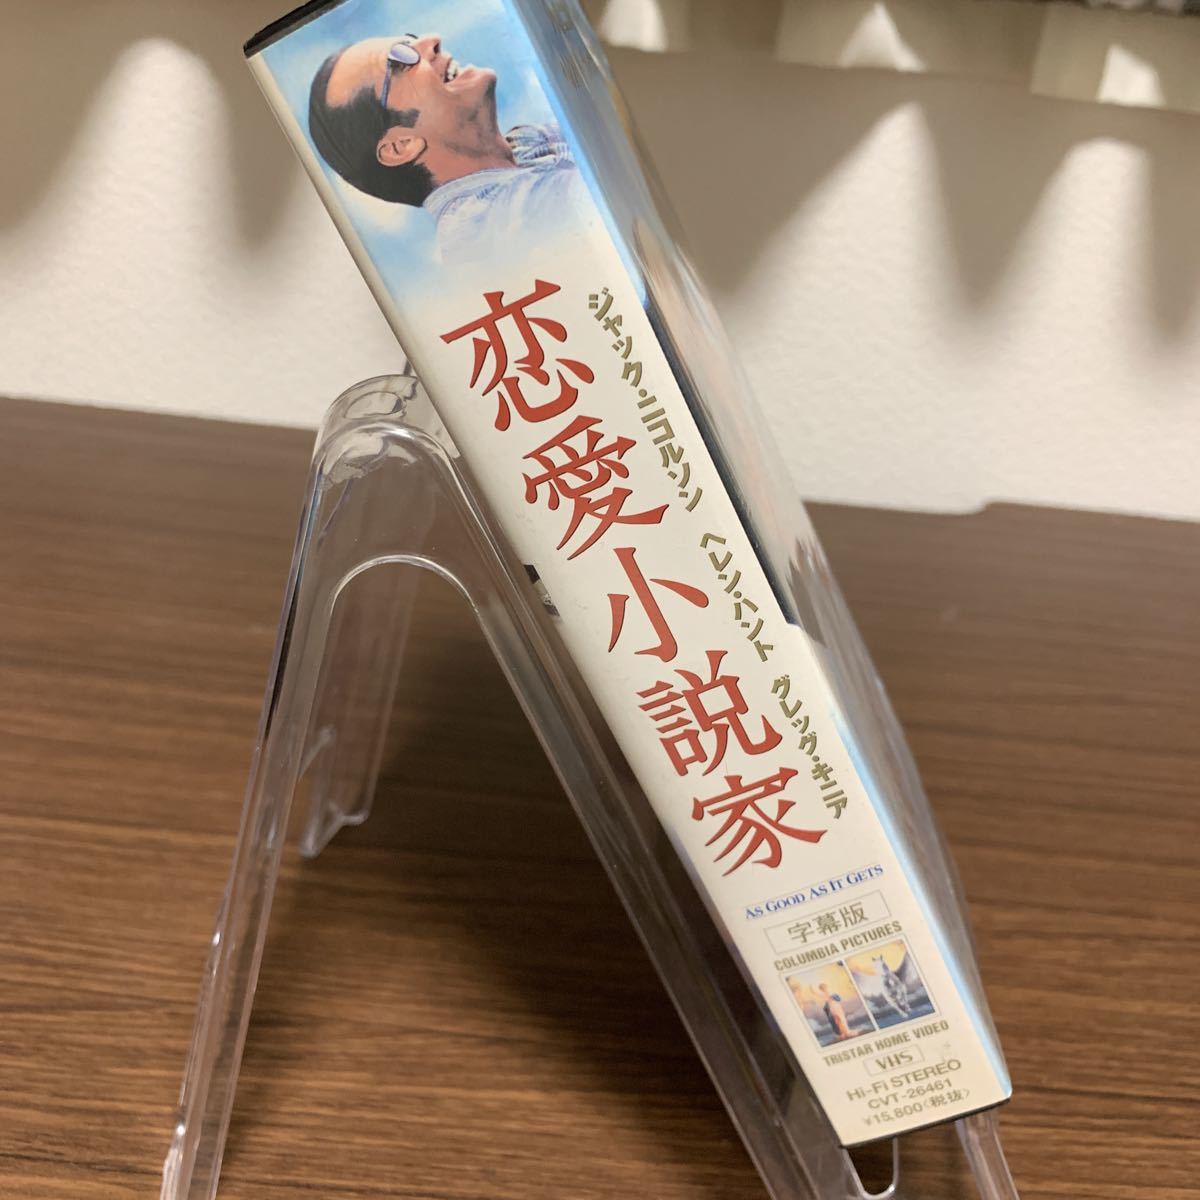 恋愛小説家
ジャック・ニコルソン ヘレン・ハント グレッグ・キニア
AS GOOD AS IT GETS
字幕版
COLUMBIA PICTURES
TRISTAR HOME VIDEO
VHS
Hi-Fi STEREO
CVT-26461
¥15,800<税抜>